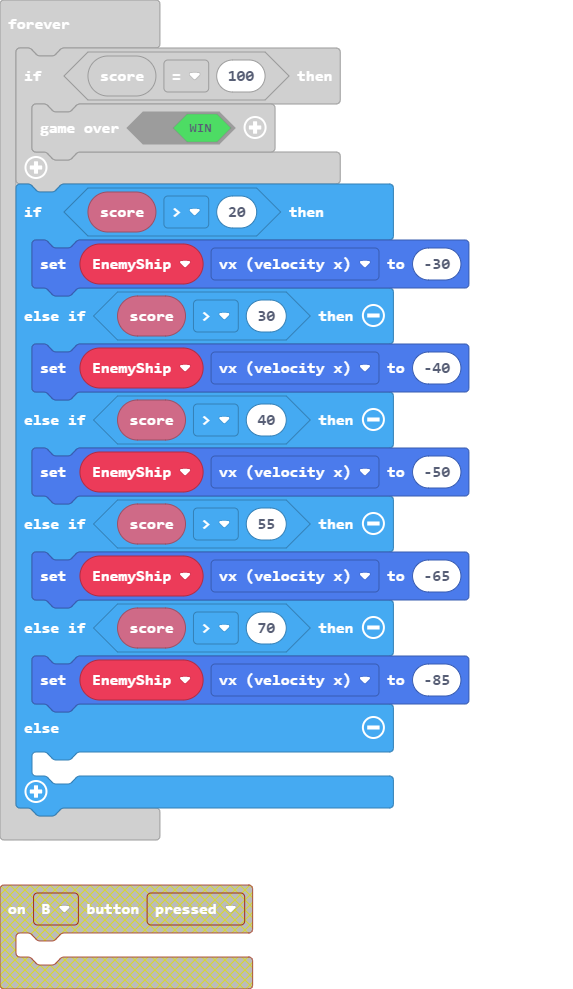 forever
if score = 100 then
game over WIN
if score > 20 then
set EnemyShip vx (velocity x) to -30
else if score > 30 then
set EnemyShip vx (velocity x) to -40
else if score > 40 then
set EnemyShip vx (velocity x) to -50
else if score > 55 then
set EnemyShip vx (velocity x) to -65
else if score > 70 then
set EnemyShip vx (velocity x) to -85
else
on B button pressed